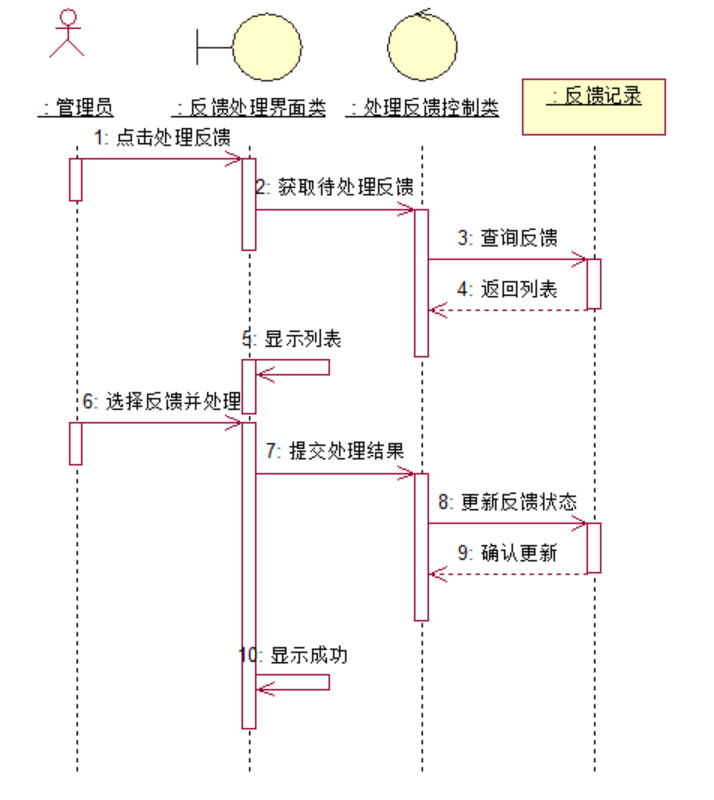 : 管理员
: 反馈处理界面类
: 处理反馈控制类
: 反馈记录
1: 点击处理反馈
2: 获取待处理反馈
3: 查询反馈
4: 返回列表
5: 显示列表
6: 选择反馈并处理
7: 提交处理结果
8: 更新反馈状态
9: 确认更新
10: 显示成功